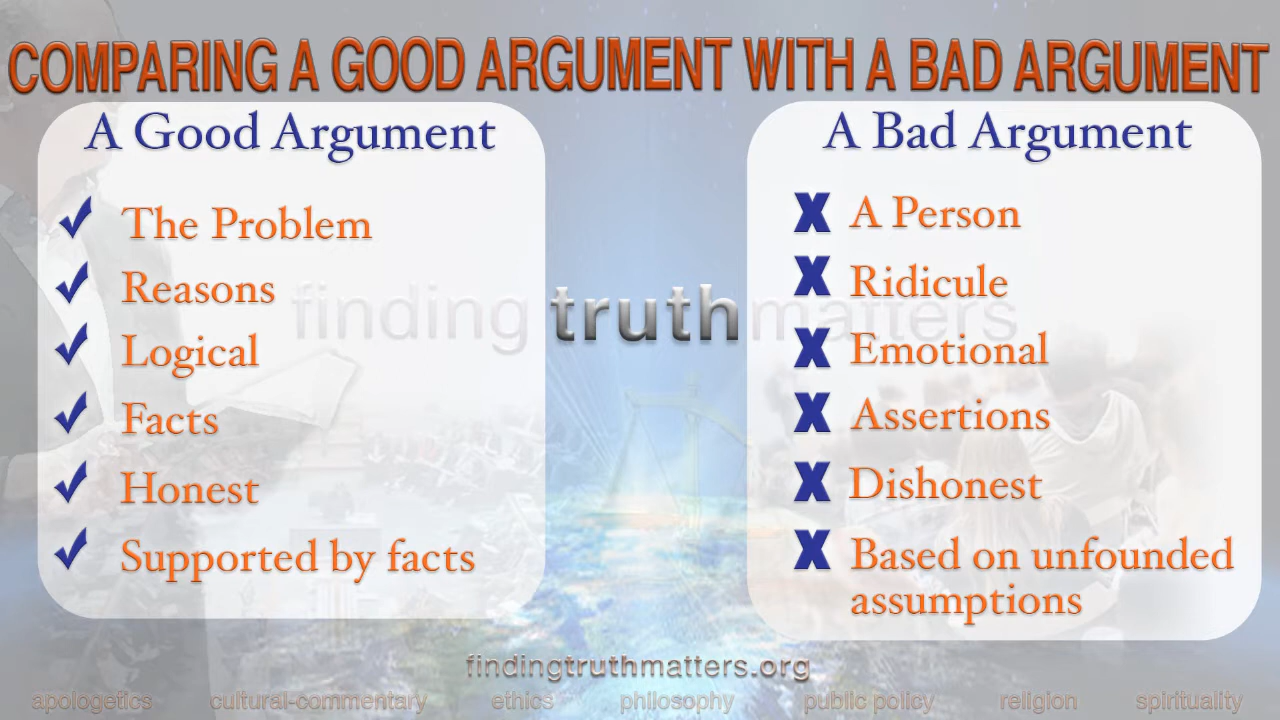 COMPARING A GOOD ARGUMENT WITH A BAD ARGUMENT
A Good Argument
The Problem
Reasons
Logical
Facts
Honest
Supported by facts
A Bad Argument
A Person
Ridicule
Emotional
Assertions
Dishonest
Based on unfounded
assumptions
findingtruthmatters
findingtruthmatters.org
apologetics cultural-commentary ethics philosophy public policy religion spirituality